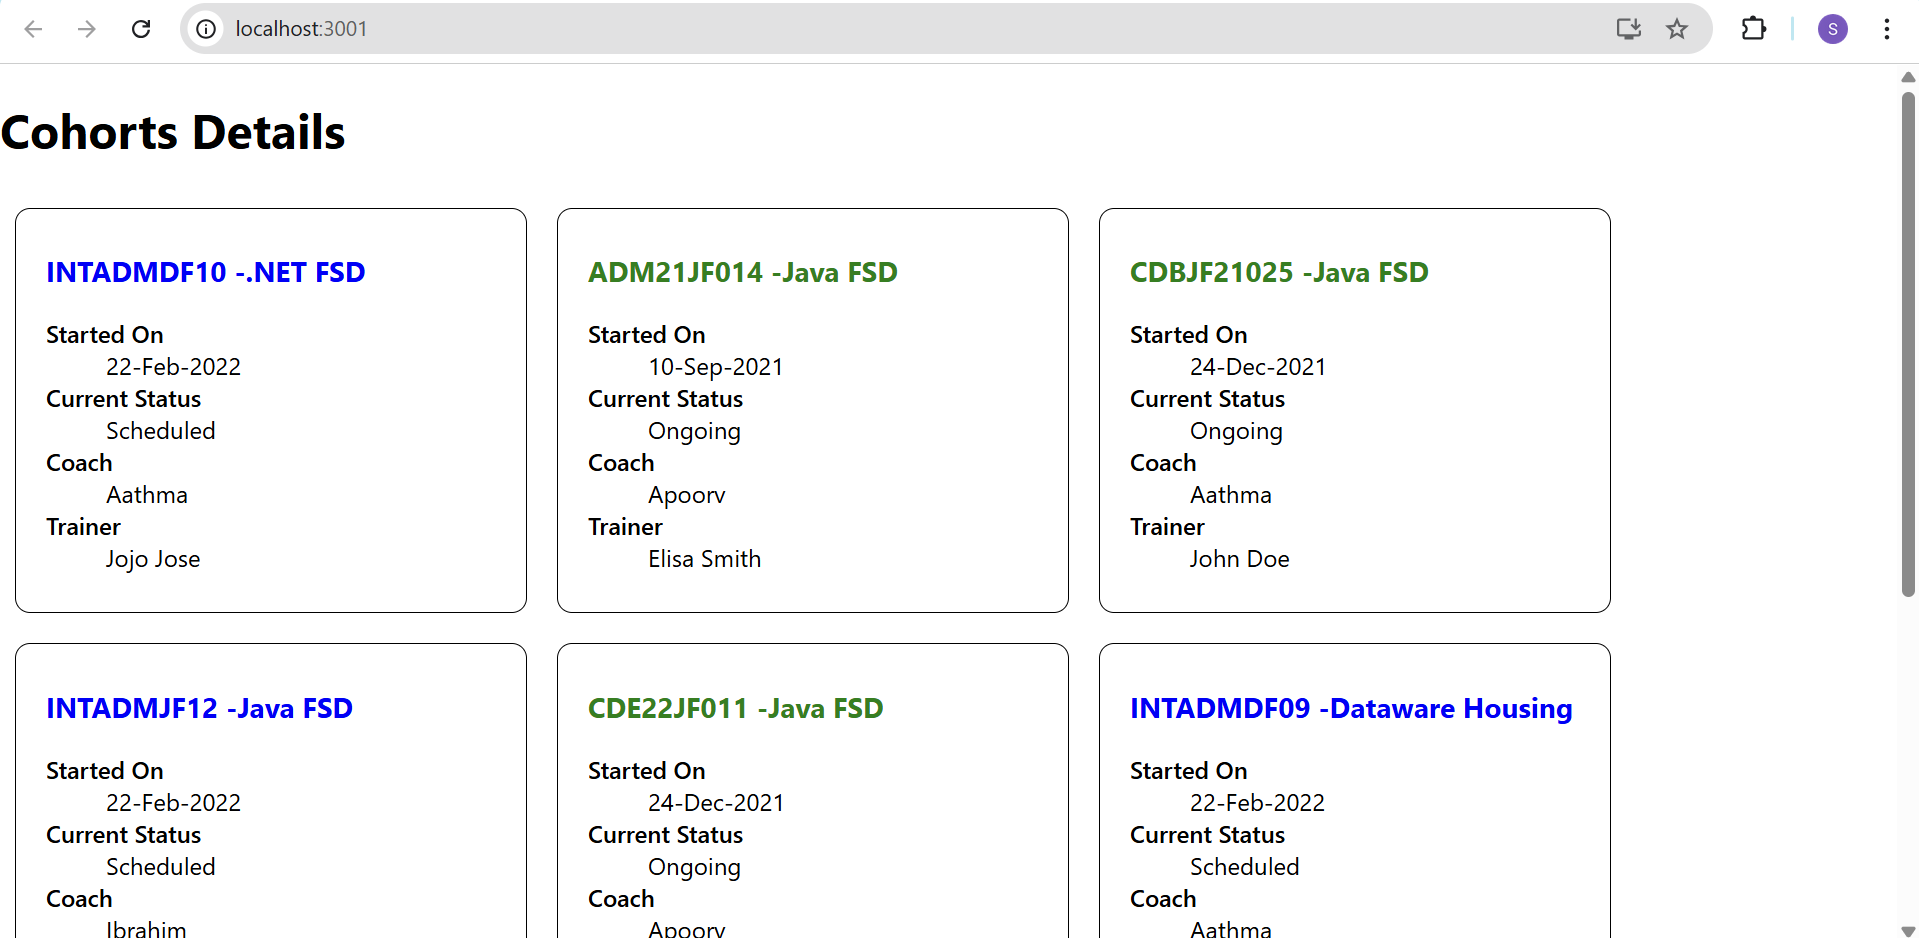 localhost:3001
S
Cohorts Details
INTADMDF10 -.NET FSD
Started On
22-Feb-2022
Current Status
Scheduled
Coach
Aathma
Trainer
Jojo Jose
ADM21JF014 -Java FSD
Started On
10-Sep-2021
Current Status
Ongoing
Coach
Apoorv
Trainer
Elisa Smith
CDBJF21025 -Java FSD
Started On
24-Dec-2021
Current Status
Ongoing
Coach
Aathma
Trainer
John Doe
INTADMJF12 -Java FSD
Started On
22-Feb-2022
Current Status
Scheduled
Coach
Ibrahim
CDE22JF011 -Java FSD
Started On
24-Dec-2021
Current Status
Ongoing
Coach
Apoorv
INTADMDF09 -Dataware Housing
Started On
22-Feb-2022
Current Status
Scheduled
Coach
Aathma